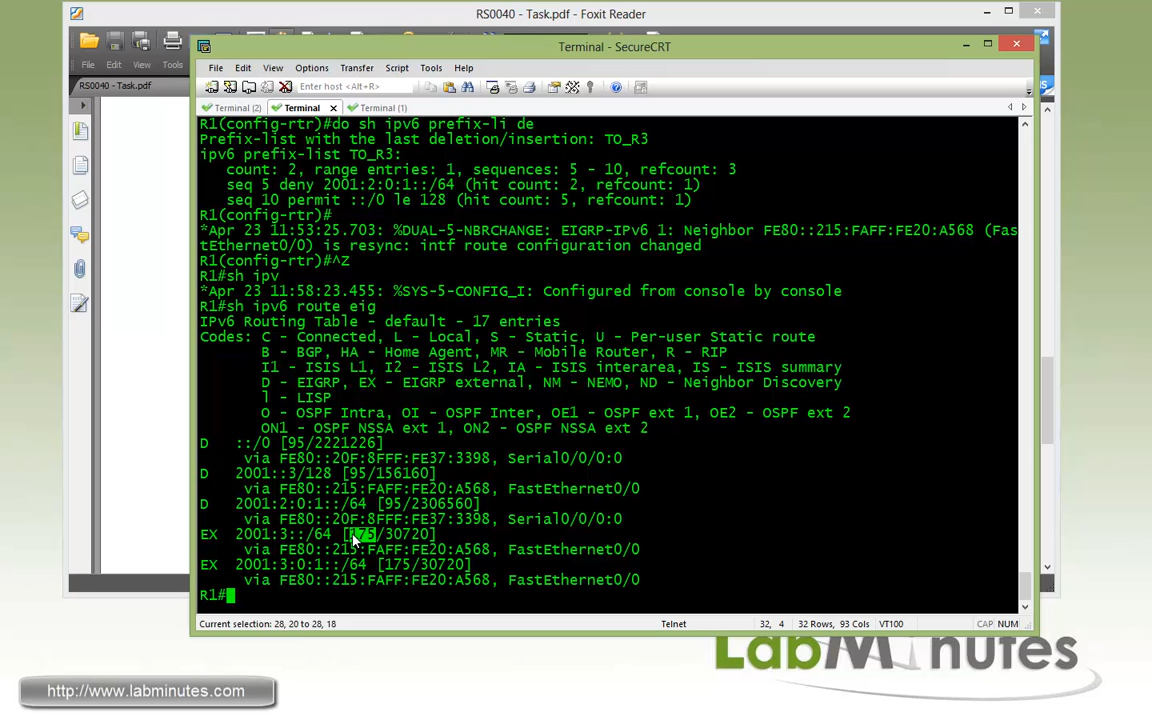 RS0040 - Task.pdf - Foxit Reader
File Edit View Tools
RS0040 - Task.pdf
Terminal - SecureCRT
File Edit View Options Transfer Script Tools Help
Enter host <Alt+R>
Terminal (2) Terminal Terminal (1)
R1(config-rtr)#do sh ipv6 prefix-li de
Prefix-list with the last deletion/insertion: TO_R3
ipv6 prefix-list TO_R3:
   count: 2, range entries: 1, sequences: 5 - 10, refcount: 3
   seq 5 deny 2001:2:0:1::/64 (hit count: 2, refcount: 1)
   seq 10 permit ::/0 le 128 (hit count: 5, refcount: 1)
R1(config-rtr)#
*Apr 23 11:53:25.703: %DUAL-5-NBRCHANGE: EIGRP-IPv6 1: Neighbor FE80::215:FAFF:FE20:A568 (Fas
tEthernet0/0) is resync: intf route configuration changed
R1(config-rtr)#^Z
R1#sh ipv
*Apr 23 11:58:23.455: %SYS-5-CONFIG_I: Configured from console by console
R1#sh ipv6 route eig
IPv6 Routing Table - default - 17 entries
Codes: C - Connected, L - Local, S - Static, U - Per-user Static route
       B - BGP, HA - Home Agent, MR - Mobile Router, R - RIP
       I1 - ISIS L1, I2 - ISIS L2, IA - ISIS interarea, IS - ISIS summary
       D - EIGRP, EX - EIGRP external, NM - NEMO, ND - Neighbor Discovery
       l - LISP
       O - OSPF Intra, OI - OSPF Inter, OE1 - OSPF ext 1, OE2 - OSPF ext 2
       ON1 - OSPF NSSA ext 1, ON2 - OSPF NSSA ext 2
D   ::/0 [95/2221226]
     via FE80::20F:8FFF:FE37:3398, Serial0/0/0:0
D   2001::3/128 [95/156160]
     via FE80::215:FAFF:FE20:A568, FastEthernet0/0
D   2001:2:0:1::/64 [95/2306560]
     via FE80::20F:8FFF:FE37:3398, Serial0/0/0:0
EX  2001:3::/64 [175/30720]
     via FE80::215:FAFF:FE20:A568, FastEthernet0/0
EX  2001:3:0:1::/64 [175/30720]
     via FE80::215:FAFF:FE20:A568, FastEthernet0/0
R1#
Current selection: 28, 20 to 28, 18 Telnet 32, 4 32 Rows, 93 Cols VT100 CAP NUM
LabMinutes
http://www.labminutes.com